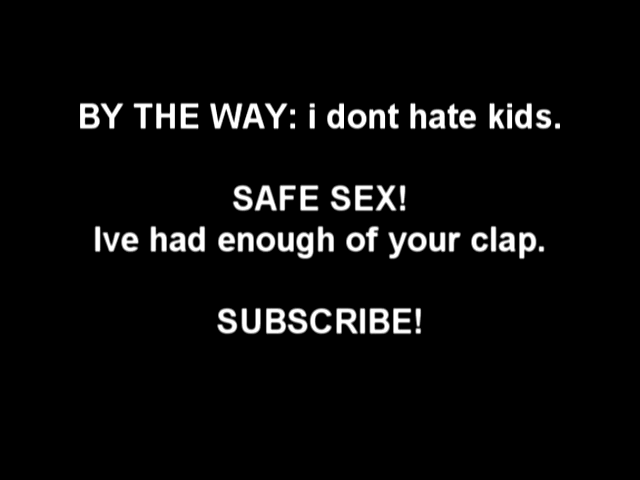 BY THE WAY: i dont hate kids.
SAFE SEX!
Ive had enough of your clap.
SUBSCRIBE!